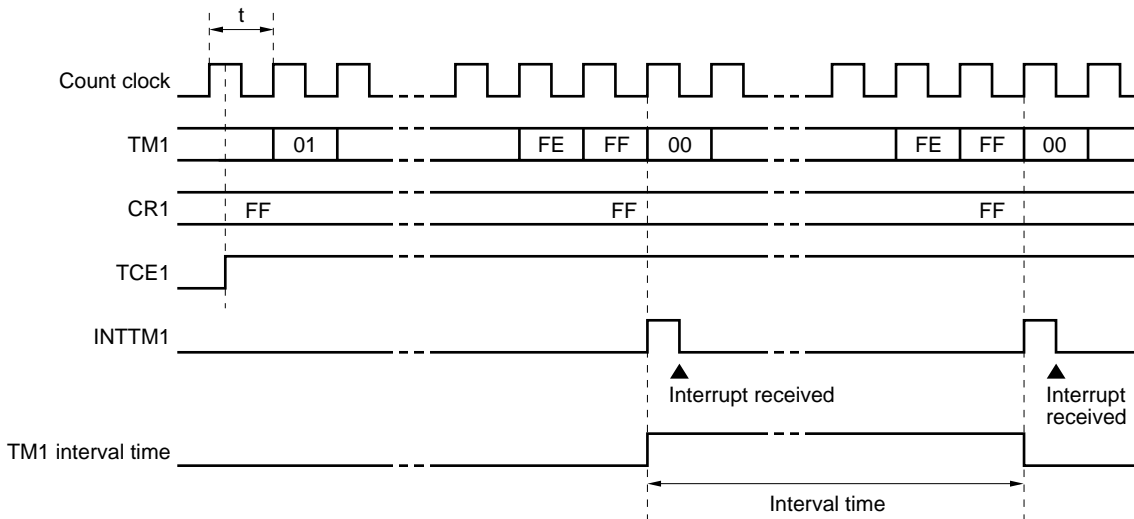 t
Count clock
TM1 01 FE FF 00 FE FF 00
CR1 FF FF FF
TCE1
INTTM1
Interrupt received
Interrupt
received
TM1 interval time
Interval time